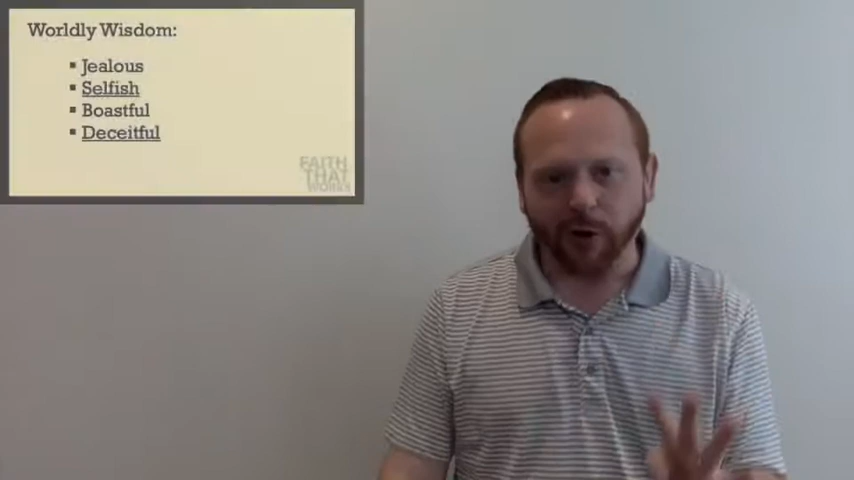 Worldly Wisdom:
▪ Jealous
▪ Selfish
▪ Boastful
▪ Deceitful
FAITH
THAT
WORKS